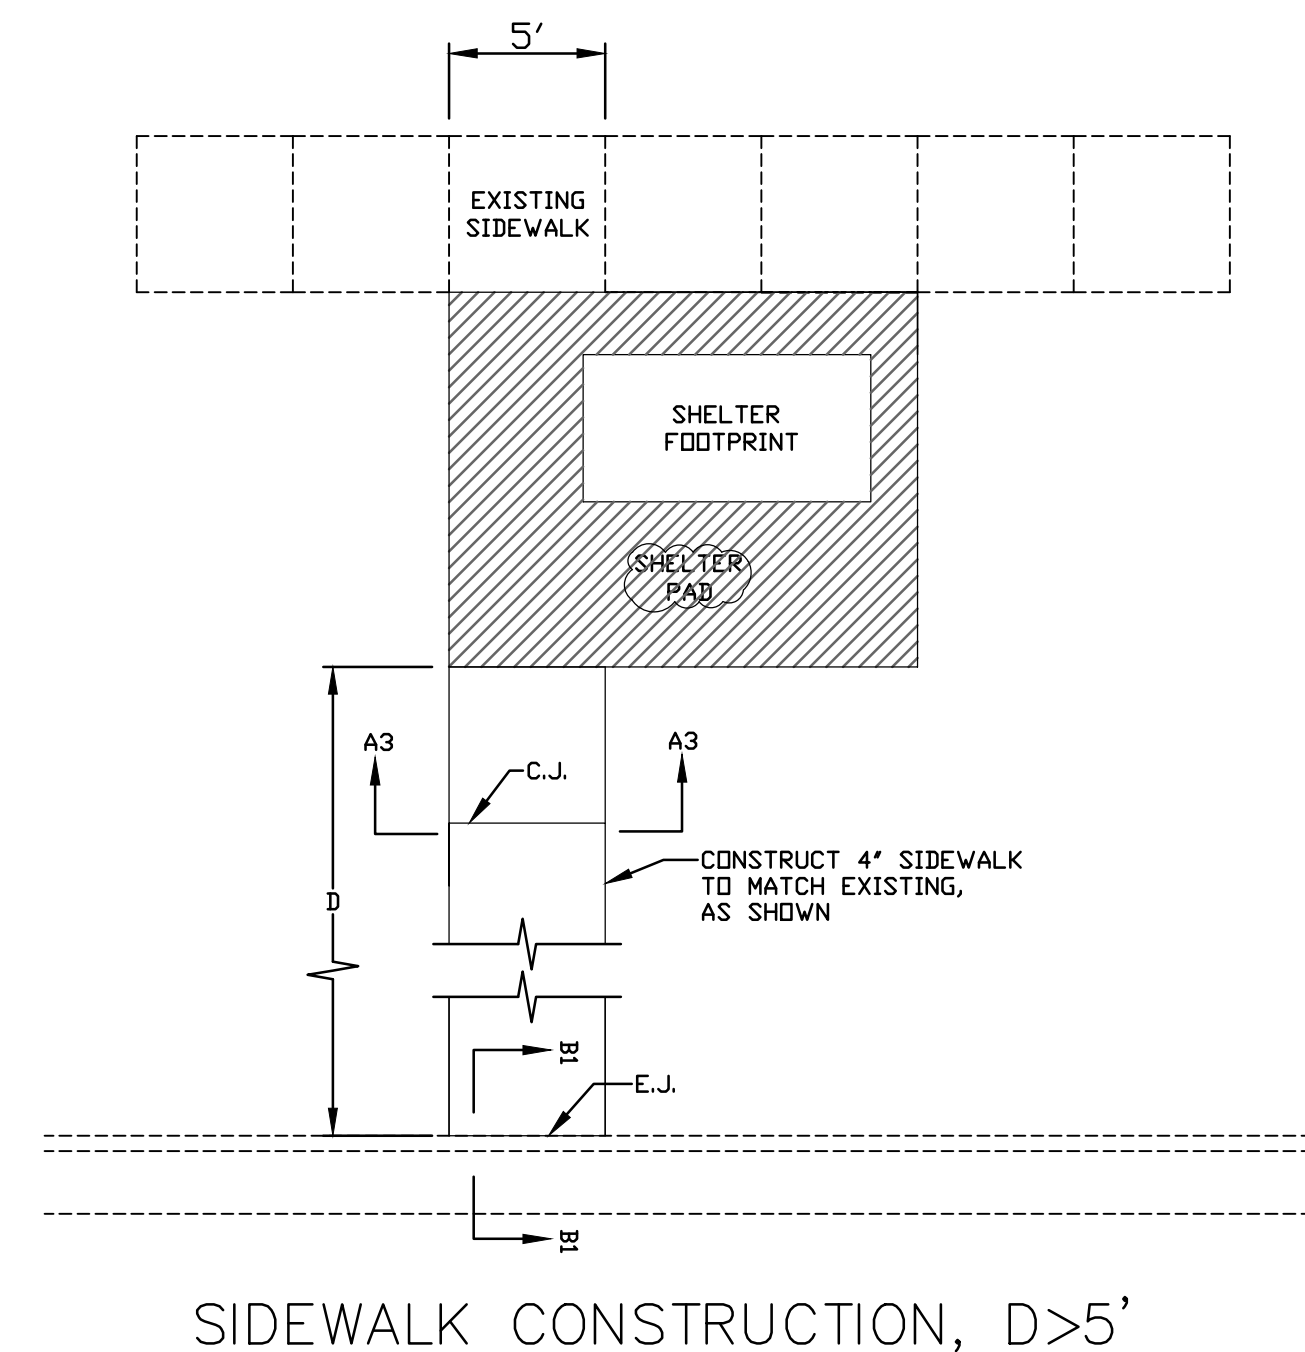 5'
EXISTING
SIDEWALK
SHELTER
FOOTPRINT
SHELTER
PAD
A3
A3
C.J.
CONSTRUCT 4" SIDEWALK
TO MATCH EXISTING,
AS SHOWN
D
B1
E.J.
B1
SIDEWALK CONSTRUCTION, D>5'